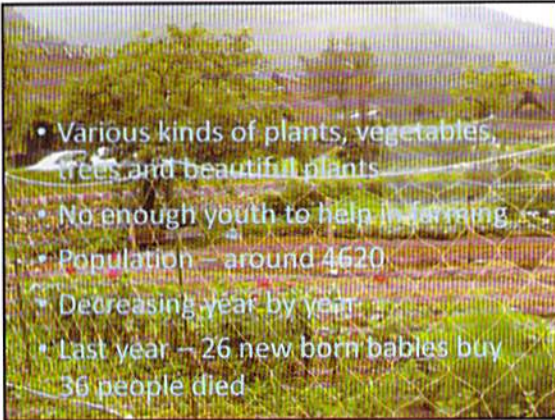 • Various kinds of plants, vegetables,
trees and beautiful plants
• No enough youth to help in farming
• Population – around 4620
• Decreasing year by year
• Last year – 26 new born babies buy
36 people died